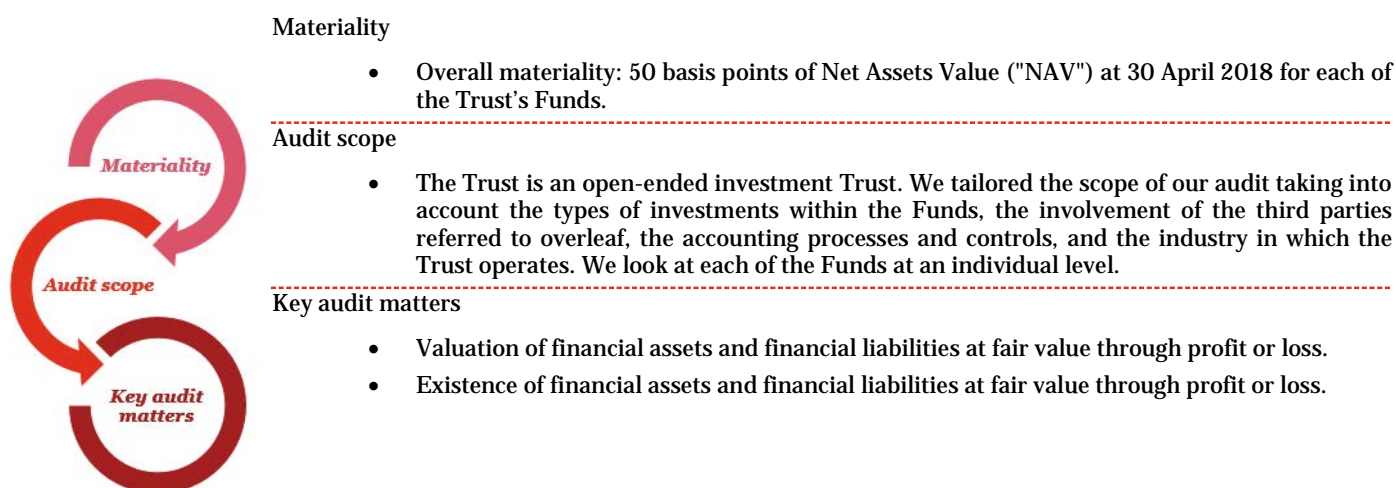 Materiality
• Overall materiality: 50 basis points of Net Assets Value ("NAV") at 30 April 2018 for each of
the Trust's Funds.
Materiality
Audit scope
• The Trust is an open-ended investment Trust. We tailored the scope of our audit taking into
account the types of investments within the Funds, the involvement of the third parties
referred to overleaf, the accounting processes and controls, and the industry in which the
Trust operates. We look at each of the Funds at an individual level.
Audit scope
Key audit matters
• Valuation of financial assets and financial liabilities at fair value through profit or loss.
• Existence of financial assets and financial liabilities at fair value through profit or loss.
Key audit
matters